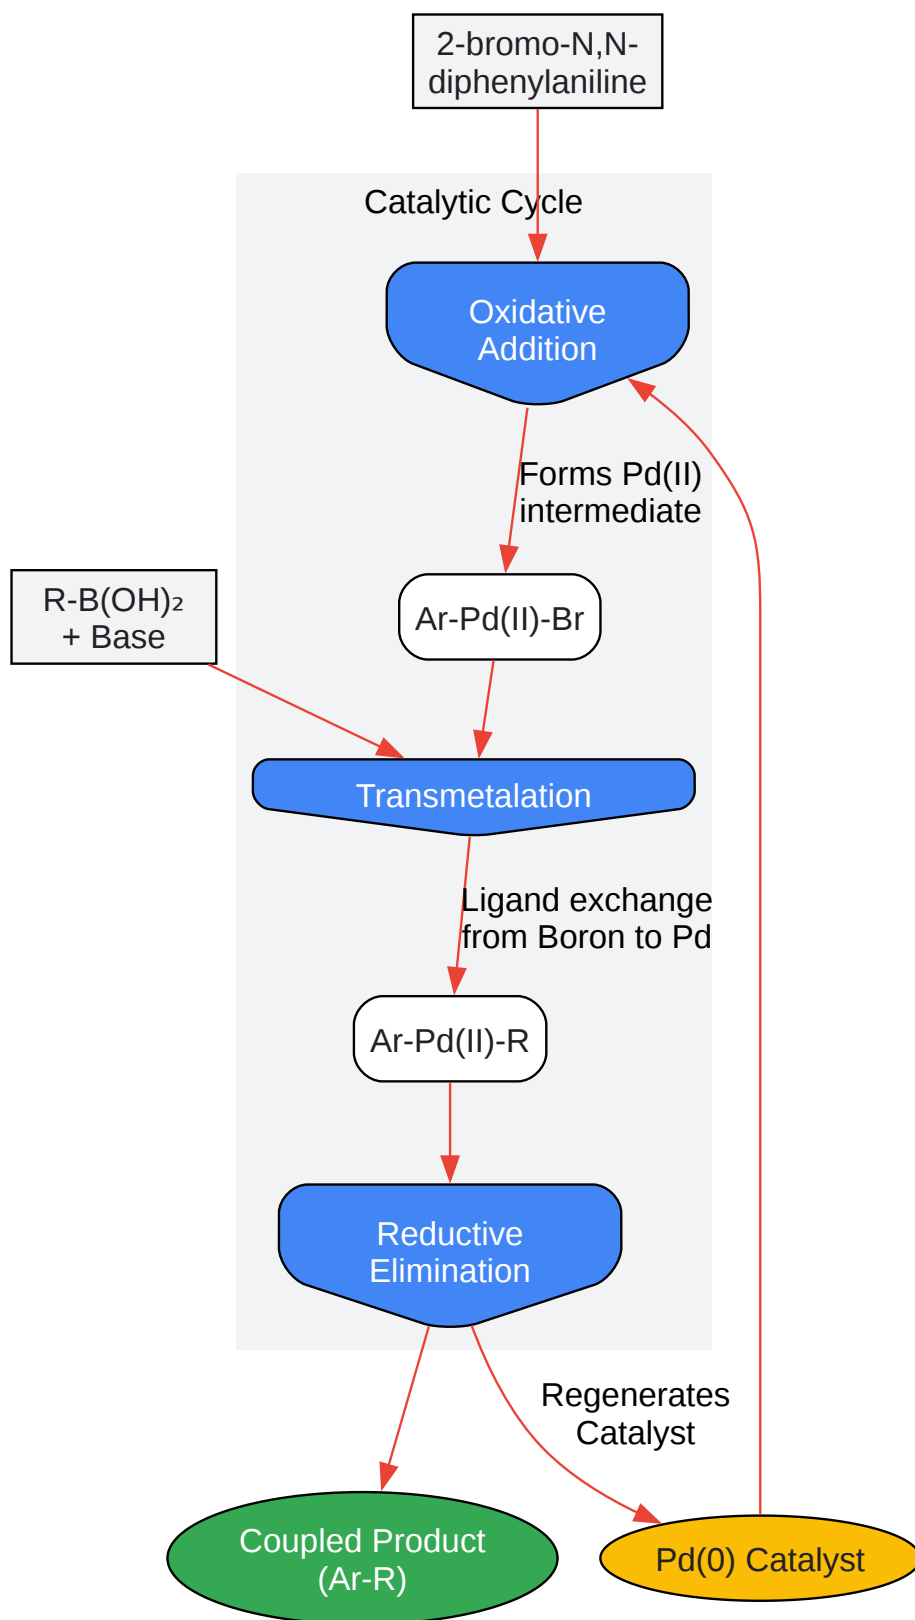 2-bromo-N,N-
diphenylaniline
Catalytic Cycle
Oxidative
Addition
Forms Pd(II)
intermediate
R-B(OH)₂
+ Base
Ar-Pd(II)-Br
Transmetalation
Ligand exchange
from Boron to Pd
Ar-Pd(II)-R
Reductive
Elimination
Regenerates
Catalyst
Coupled Product
(Ar-R)
Pd(0) Catalyst